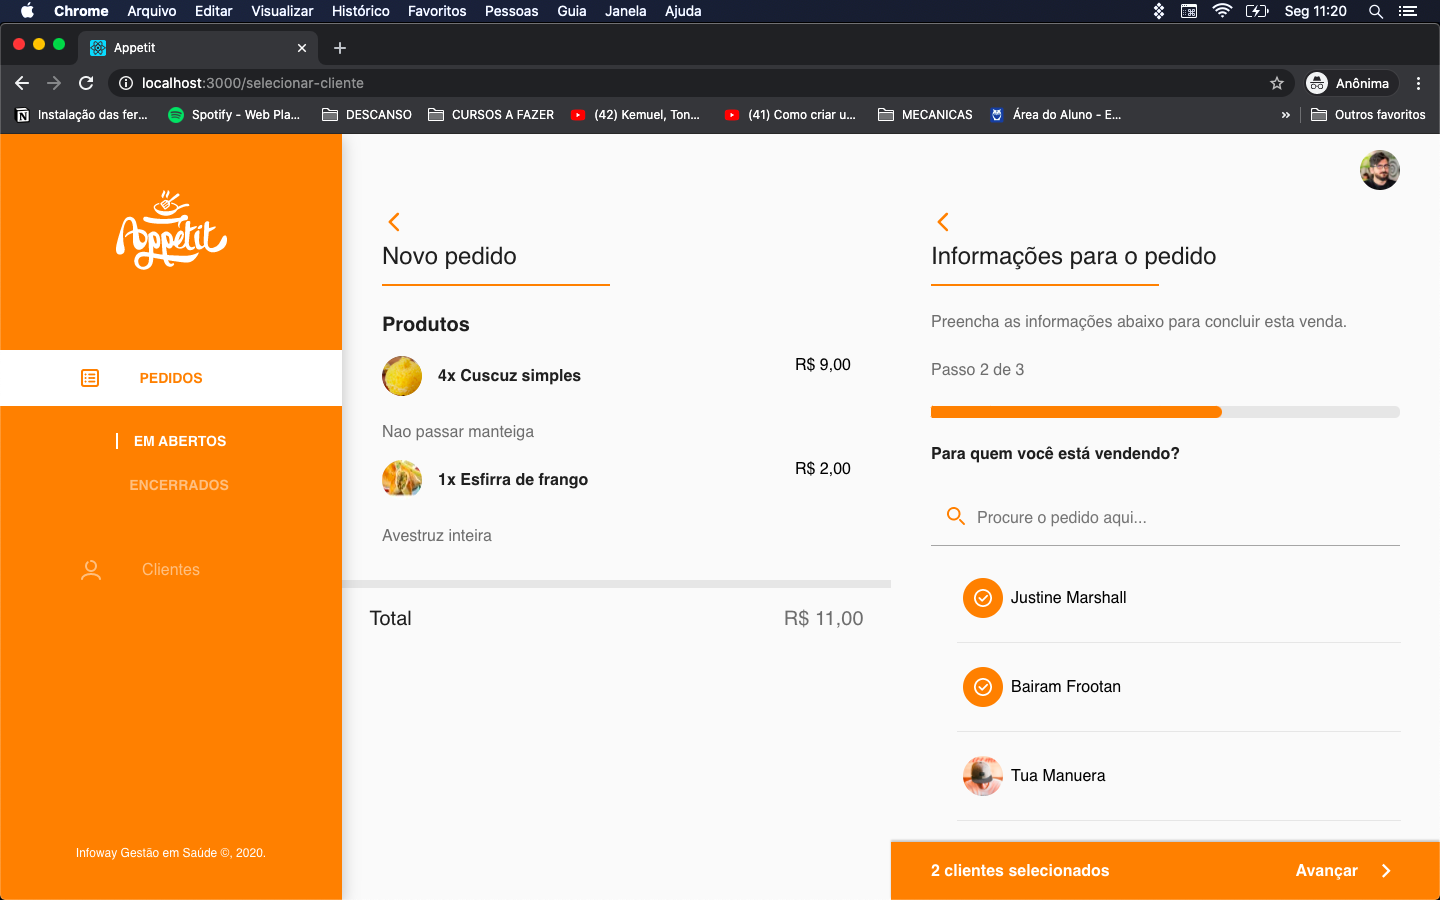 Chrome Arquivo Editar Visualizar Histórico Favoritos Pessoas Guia Janela Ajuda Seg 11:20
Appetit
localhost:3000/selecionar-cliente
Anônima
Instalação das fer...
Spotify - Web Pla...
DESCANSO
CURSOS A FAZER
(42) Kemuel, Ton...
(41) Como criar u...
MECANICAS
Área do Aluno - E...
»
Outros favoritos
Appetit
PEDIDOS
EM ABERTOS
ENCERRADOS
Clientes
Infoway Gestão em Saúde ©, 2020.
Novo pedido
Produtos
4x Cuscuz simples R$ 9,00
Nao passar manteiga
1x Esfirra de frango R$ 2,00
Avestruz inteira
Total R$ 11,00
Informações para o pedido
Preencha as informações abaixo para concluir esta venda.
Passo 2 de 3
Para quem você está vendendo?
Procure o pedido aqui...
Justine Marshall
Bairam Frootan
Tua Manuera
2 clientes selecionados Avançar